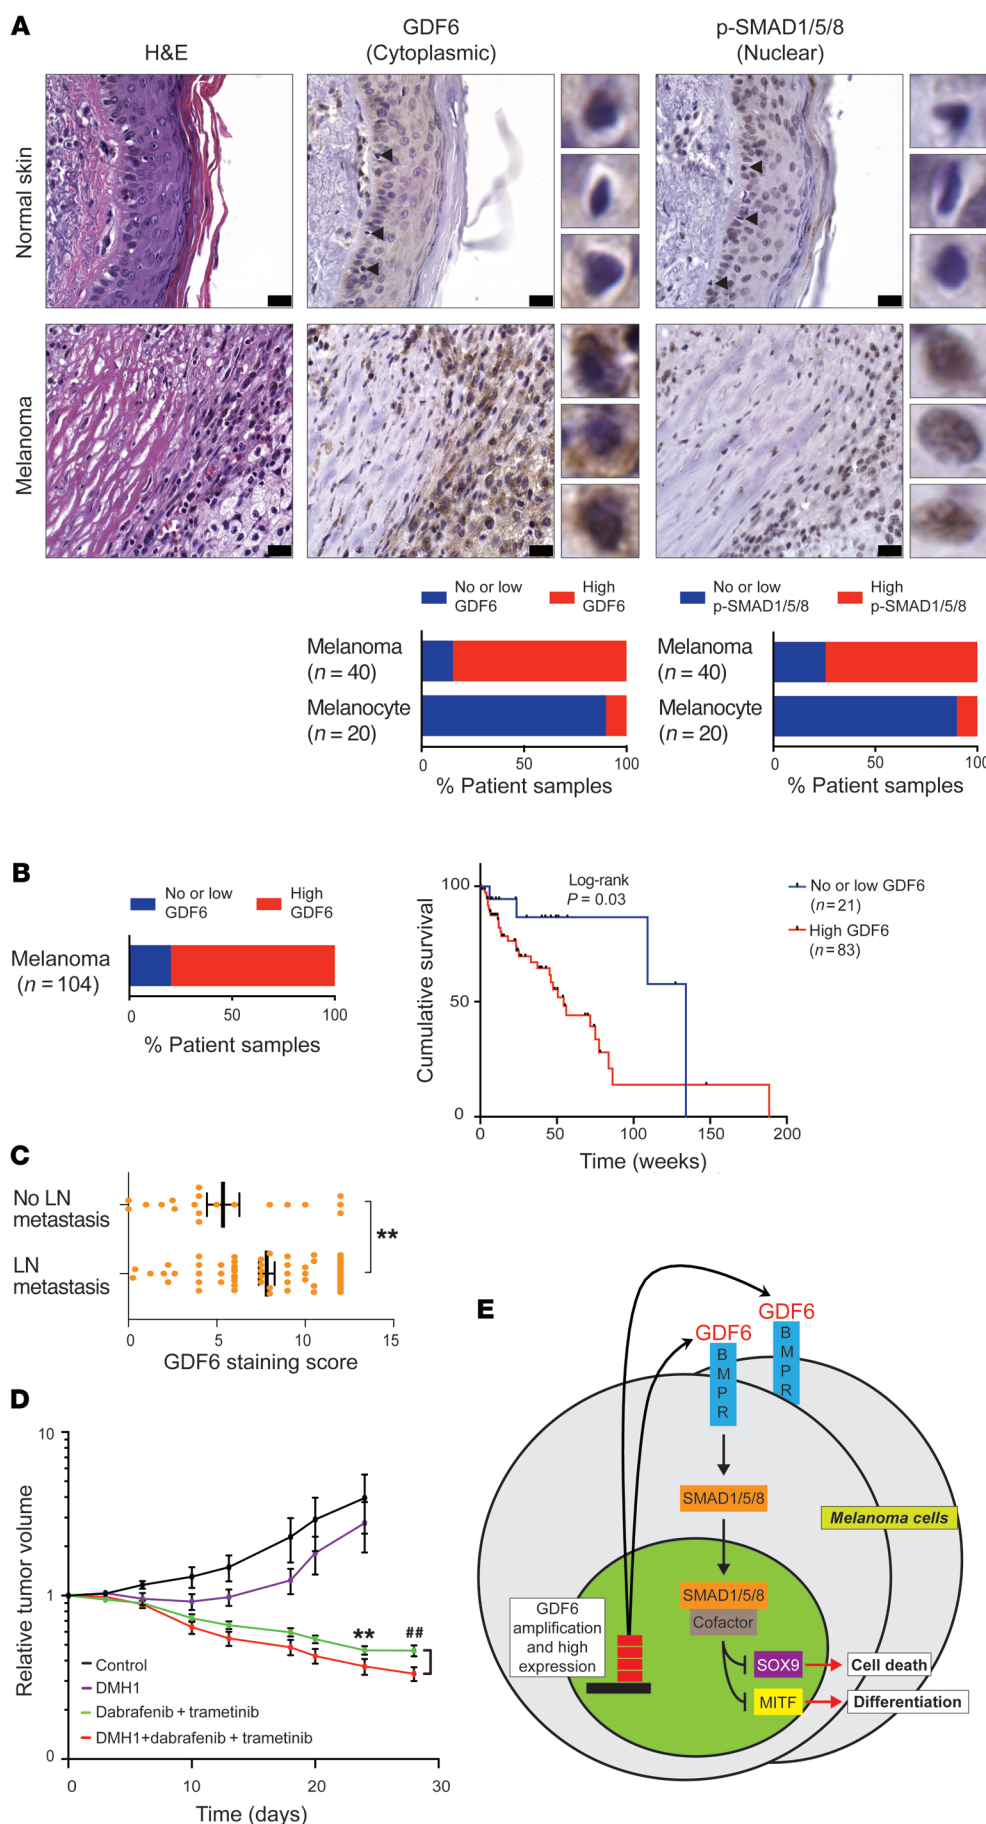 A
H&E
GDF6
(Cytoplasmic)
p-SMAD1/5/8
(Nuclear)
Normal skin
Melanoma
No or low
GDF6
High
GDF6
Melanoma
(n = 40)
Melanocyte
(n = 20)
0
50
100
% Patient samples
No or low
p-SMAD1/5/8
High
p-SMAD1/5/8
Melanoma
(n = 40)
Melanocyte
(n = 20)
0
50
100
% Patient samples
B
No or low
GDF6
High
GDF6
Melanoma
(n = 104)
0
50
100
% Patient samples
Cumulative survival
100
50
0
Log-rank
P = 0.03
No or low GDF6
(n=21)
High GDF6
(n=83)
0
50
100
150
200
Time (weeks)
C
No LN
metastasis
LN
metastasis
**
0
5
10
15
GDF6 staining score
D
Relative tumor volume
10
1
0
**
##
Control
DMH1
Dabrafenib + trametinib
DMH1+dabrafenib + trametinib
0
10
20
30
Time (days)
E
GDF6
B
M
P
R
GDF6
B
M
P
R
SMAD1/5/8
Melanoma cells
SMAD1/5/8
Cofactor
GDF6
amplification
and high
expression
SOX9
Cell death
MITF
Differentiation